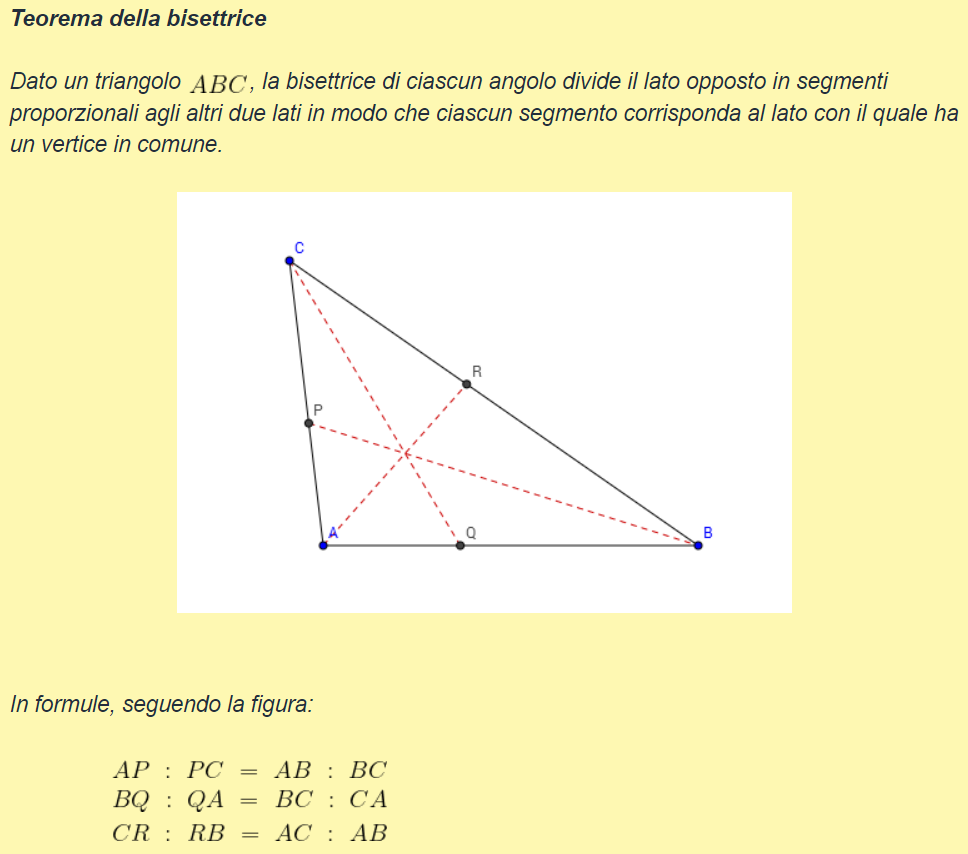 Teorema della bisettrice
Dato un triangolo ABC, la bisettrice di ciascun angolo divide il lato opposto in segmenti
proporzionali agli altri due lati in modo che ciascun segmento corrisponda al lato con il quale ha
un vertice in comune.
C
R
P
A
Q
B
In formule, seguendo la figura:
AP : PC = AB : BC
BQ : QA = BC : CA
CR : RB = AC : AB